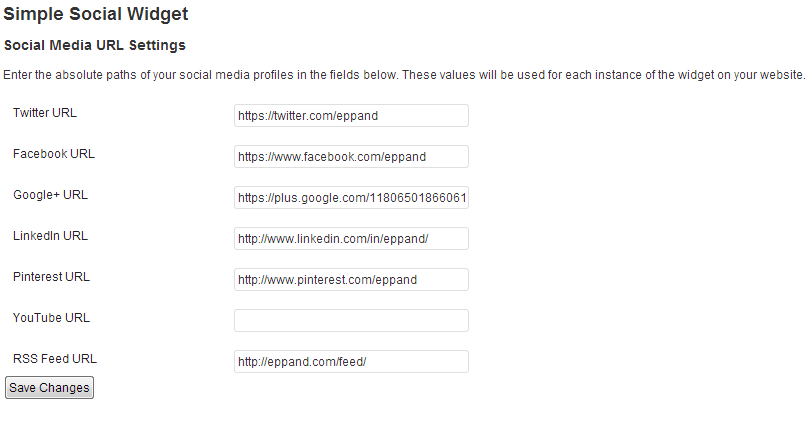 Simple Social Widget
Social Media URL Settings
Enter the absolute paths of your social media profiles in the fields below. These values will be used for each instance of the widget on your website.
Twitter URL https://twitter.com/eppand
Facebook URL https://www.facebook.com/eppand
Google+ URL https://plus.google.com/11806501866061
LinkedIn URL http://www.linkedin.com/in/eppand/
Pinterest URL http://www.pinterest.com/eppand
YouTube URL
RSS Feed URL http://eppand.com/feed/
Save Changes